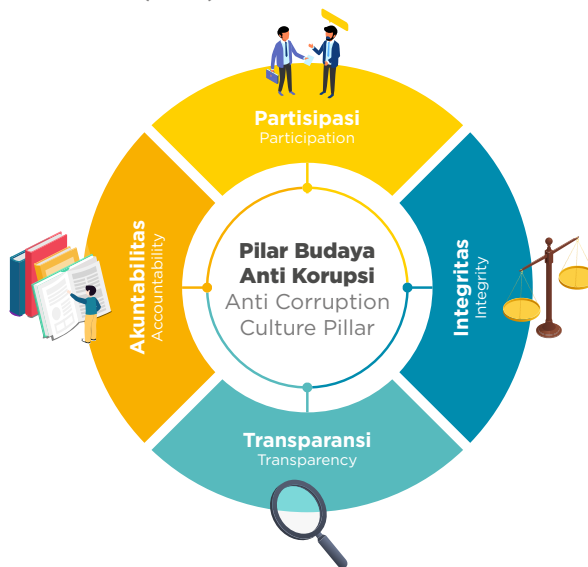 Partisipasi
Participation
Akuntabilitas
Accountability
Pilar Budaya
Anti Korupsi
Anti Corruption
Culture Pillar
Integritas
Integrity
Transparansi
Transparency